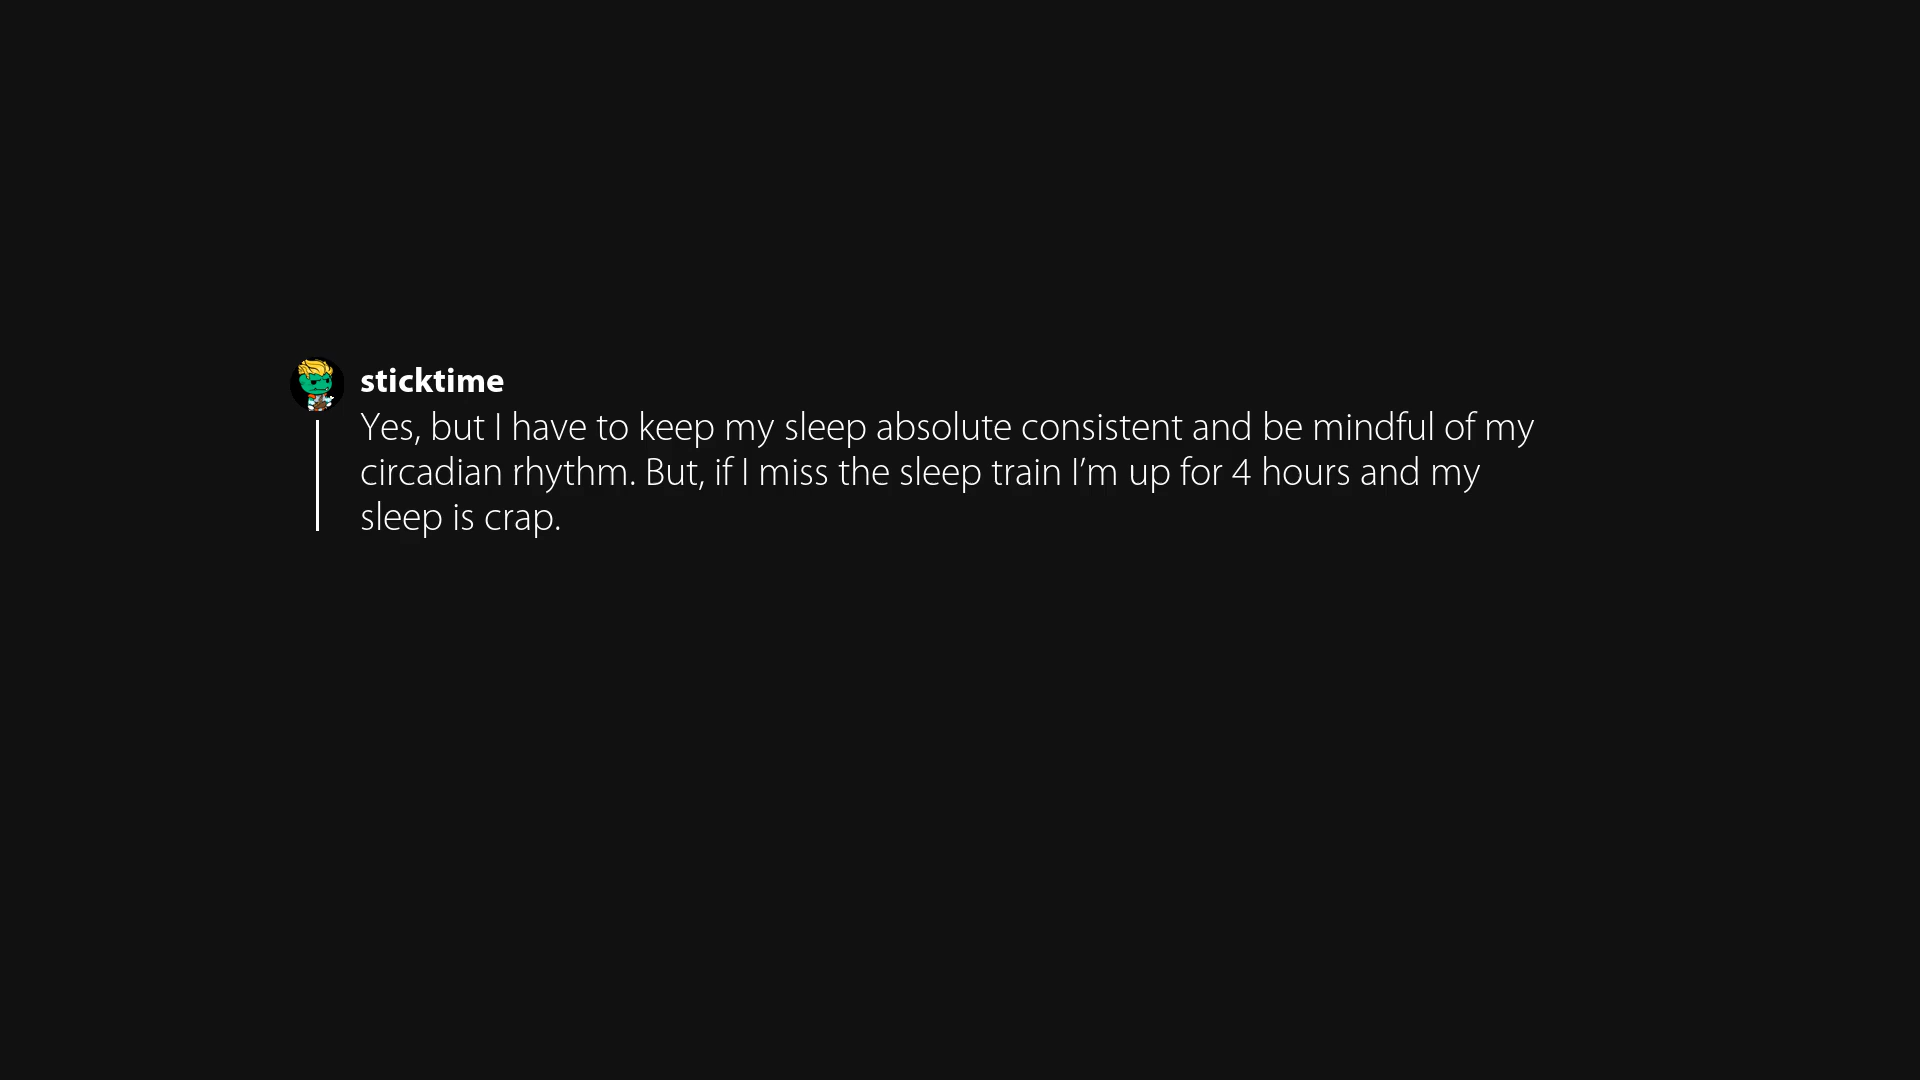 sticktime
Yes, but I have to keep my sleep absolute consistent and be mindful of my
circadian rhythm. But, if I miss the sleep train I’m up for 4 hours and my
sleep is crap.